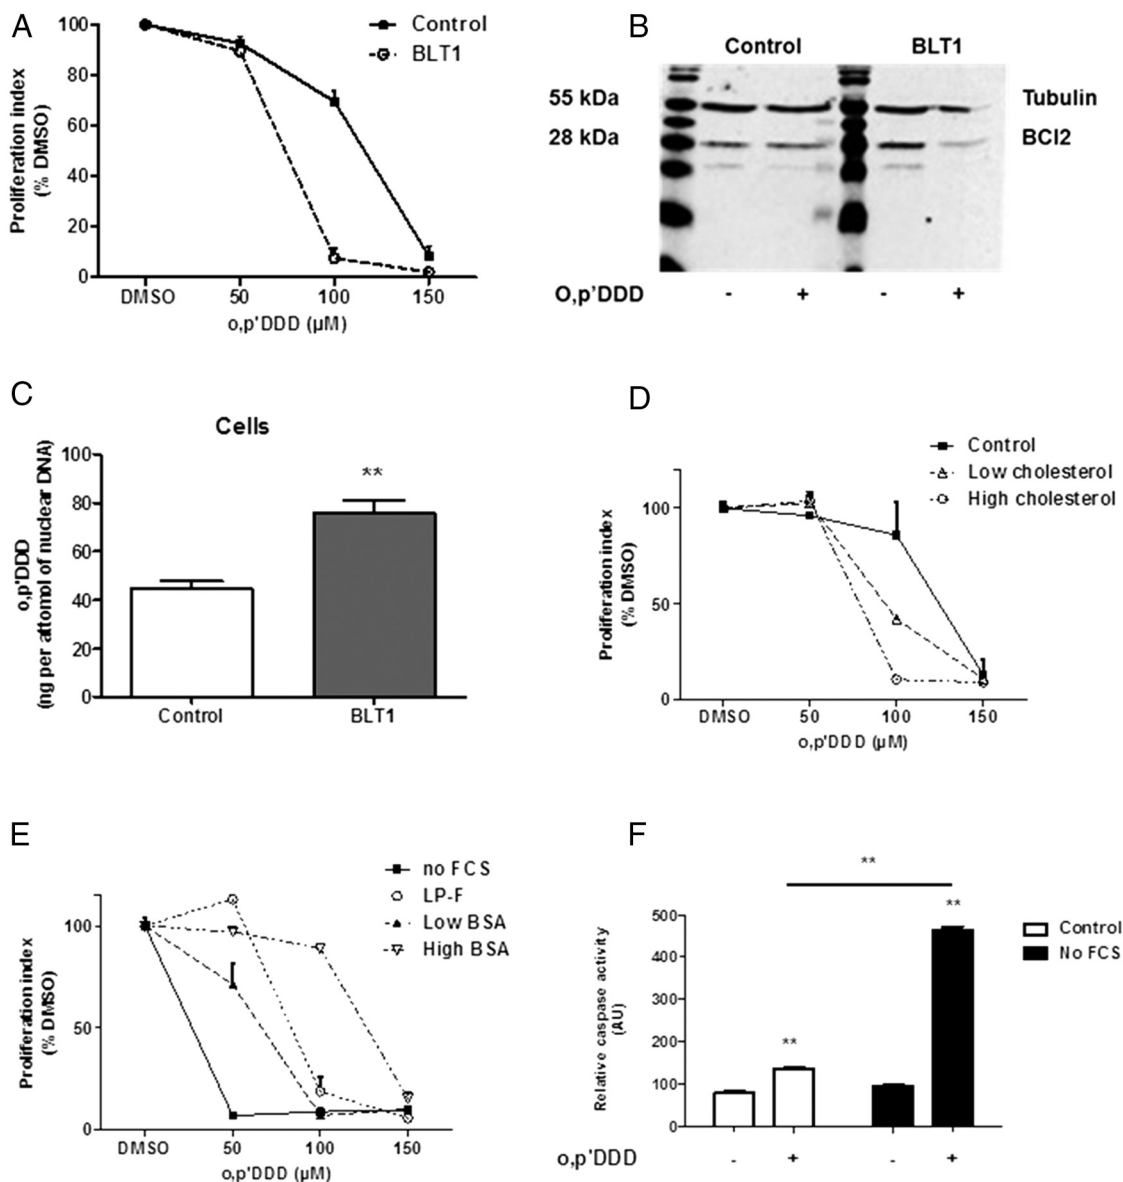 A
Proliferation index
(% DMSO)
100
80
60
40
20
0
DMSO
50
100
150
o,p'DDD (µM)
Control
BLT1
B
Control
BLT1
55 kDa
28 kDa
Tubulin
BCl2
O,p'DDD
-
+
-
+
C
Cells
o,p'DDD
(ng per attomol of nuclear DNA)
100
80
60
40
20
0
Control
BLT1
**
D
Control
Low cholesterol
High cholesterol
Proliferation index
(% DMSO)
100
50
0
DMSO
50
100
150
o,p'DDD (µM)
E
no FCS
LP-F
Low BSA
High BSA
Proliferation index
(% DMSO)
100
50
0
DMSO
50
100
150
o,p'DDD (µM)
F
**
**
**
Control
No FCS
Relative caspase activity
(AU)
500
400
300
200
100
0
o,p'DDD
-
+
-
+